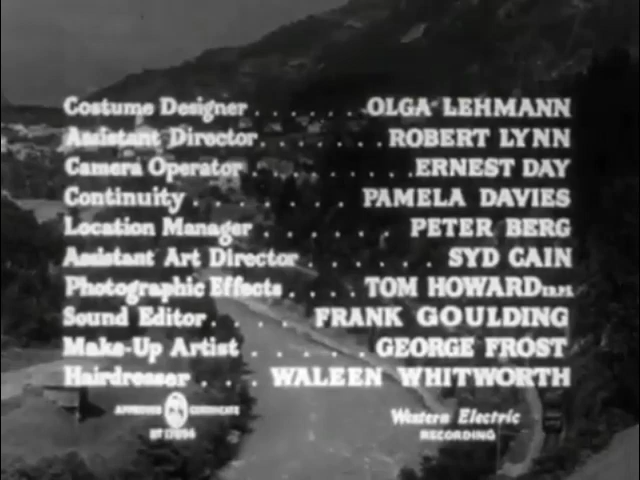 Costume Designer . . . . . . . OLGA LEHMANN
Assistant Director . . . . . . . ROBERT LYNN
Camera Operator . . . . . . . . . ERNEST DAY
Continuity . . . . . . . PAMELA DAVIES
Location Manager . . . . . . PETER BERG
Assistant Art Director . . . . . . SYD CAIN
Photographic Effects . . . . TOM HOWARD
Sound Editor . . . . FRANK GOULDING
Make-Up Artist . . . . . . GEORGE FROST
Hairdresser . . . . WALEEN WHITWORTH
APPROVED CERTIFICATE
Western Electric
RECORDING